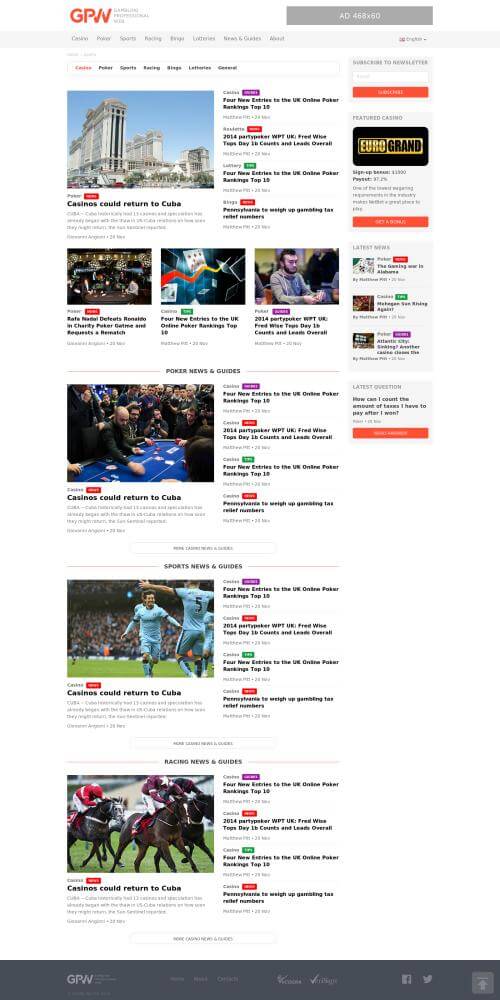 GPW GAMBLING
PROFESSIONAL
WEB
AD 468x60
Casino Poker Sports Racing Bingo Lotteries News & Guides About
English
Home Sports
Casino Poker Sports Racing Bingo Lotteries General
Poker NEWS
Casinos could return to Cuba
CUBA — Cuba historically had 13 casinos and speculation has
already began with the thaw in US-Cuba relations on how soon
they might return, the Sun-Sentinel reported.
Giovanni Angioni • 20 Nov
Casino GUIDES
Four New Entries to the UK Online Poker
Rankings Top 10
Matthew Pitt • 20 Nov
Roulette NEWS
2014 partypoker WPT UK: Fred Wise
Tops Day 1b Counts and Leads Overall
Lottery TIPS
Four New Entries to the UK Online Poker
Rankings Top 10
Matthew Pitt • 20 Nov
Bingo NEWS
Pennsylvania to weigh up gambling tax
relief numbers
Poker NEWS
Rafa Nadal Defeats Ronaldo
in Charity Poker Gatme and
Requests a Rematch
Giovanni Angioni • 20 Nov
Casino TIPS
Four New Entries to the UK
Online Poker Rankings Top
10
Matthew Pitt • 20 Nov
Poker GUIDES
2014 partypoker WPT UK:
Fred Wise Tops Day 1b
Counts and Leads Overall
Matthew Pitt • 20 Nov
POKER NEWS & GUIDES
Casino NEWS
Casinos could return to Cuba
CUBA — Cuba historically had 13 casinos and speculation has
already began with the thaw in US-Cuba relations on how soon
they might return, the Sun-Sentinel reported.
Giovanni Angioni • 20 Nov
Casino GUIDES
Four New Entries to the UK Online Poker
Rankings Top 10
Matthew Pitt • 20 Nov
Casino NEWS
2014 partypoker WPT UK: Fred Wise
Tops Day 1b Counts and Leads Overall
Matthew Pitt • 20 Nov
Casino TIPS
Four New Entries to the UK Online Poker
Rankings Top 10
Matthew Pitt • 20 Nov
Casino NEWS
Pennsylvania to weigh up gambling tax
relief numbers
Matthew Pitt • 20 Nov
MORE CASINO NEWS & GUIDES
SPORTS NEWS & GUIDES
Casino NEWS
Casinos could return to Cuba
CUBA — Cuba historically had 13 casinos and speculation has
already began with the thaw in US-Cuba relations on how soon
they might return, the Sun-Sentinel reported.
Giovanni Angioni • 20 Nov
Casino GUIDES
Four New Entries to the UK Online Poker
Rankings Top 10
Matthew Pitt • 20 Nov
Casino NEWS
2014 partypoker WPT UK: Fred Wise
Tops Day 1b Counts and Leads Overall
Matthew Pitt • 20 Nov
Casino TIPS
Four New Entries to the UK Online Poker
Rankings Top 10
Matthew Pitt • 20 Nov
Casino NEWS
Pennsylvania to weigh up gambling tax
relief numbers
Matthew Pitt • 20 Nov
MORE CASINO NEWS & GUIDES
RACING NEWS & GUIDES
Casino NEWS
Casinos could return to Cuba
CUBA — Cuba historically had 13 casinos and speculation has
already began with the thaw in US-Cuba relations on how soon
they might return, the Sun-Sentinel reported.
Giovanni Angioni • 20 Nov
Casino GUIDES
Four New Entries to the UK Online Poker
Rankings Top 10
Matthew Pitt • 20 Nov
Casino NEWS
2014 partypoker WPT UK: Fred Wise
Tops Day 1b Counts and Leads Overall
Matthew Pitt • 20 Nov
Casino TIPS
Four New Entries to the UK Online Poker
Rankings Top 10
Matthew Pitt • 20 Nov
Casino NEWS
Pennsylvania to weigh up gambling tax
relief numbers
Matthew Pitt • 20 Nov
MORE CASINO NEWS & GUIDES
SUBSCRIBE TO NEWSLETTER
Email
SUBSCRIBE
FEATURED CASINO
EUROGRAND
Sign-up bonus: $1000
Payout: 97.2%
One of the lowest wagering
requirements in the industry
makes NetBet a great place to
play.
GET A BONUS
LATEST NEWS
Poker NEWS
The Gaming war in
Alabama
By Matthew Pitt • 20 Nov
Casino TIPS
Mohegan Sun Rising
Again?
By Matthew Pitt • 20 Nov
Poker GUIDES
Atlantic City:
Sinking? Another
casino closes the
By Matthew Pitt • 20 Nov
LATEST QUESTION
How can I count the
amount of taxes I have to
pay after I won?
Poker • 20 Nov
READ ANSWER
GPW
Home About Contacts
eCOGRA VeriSign